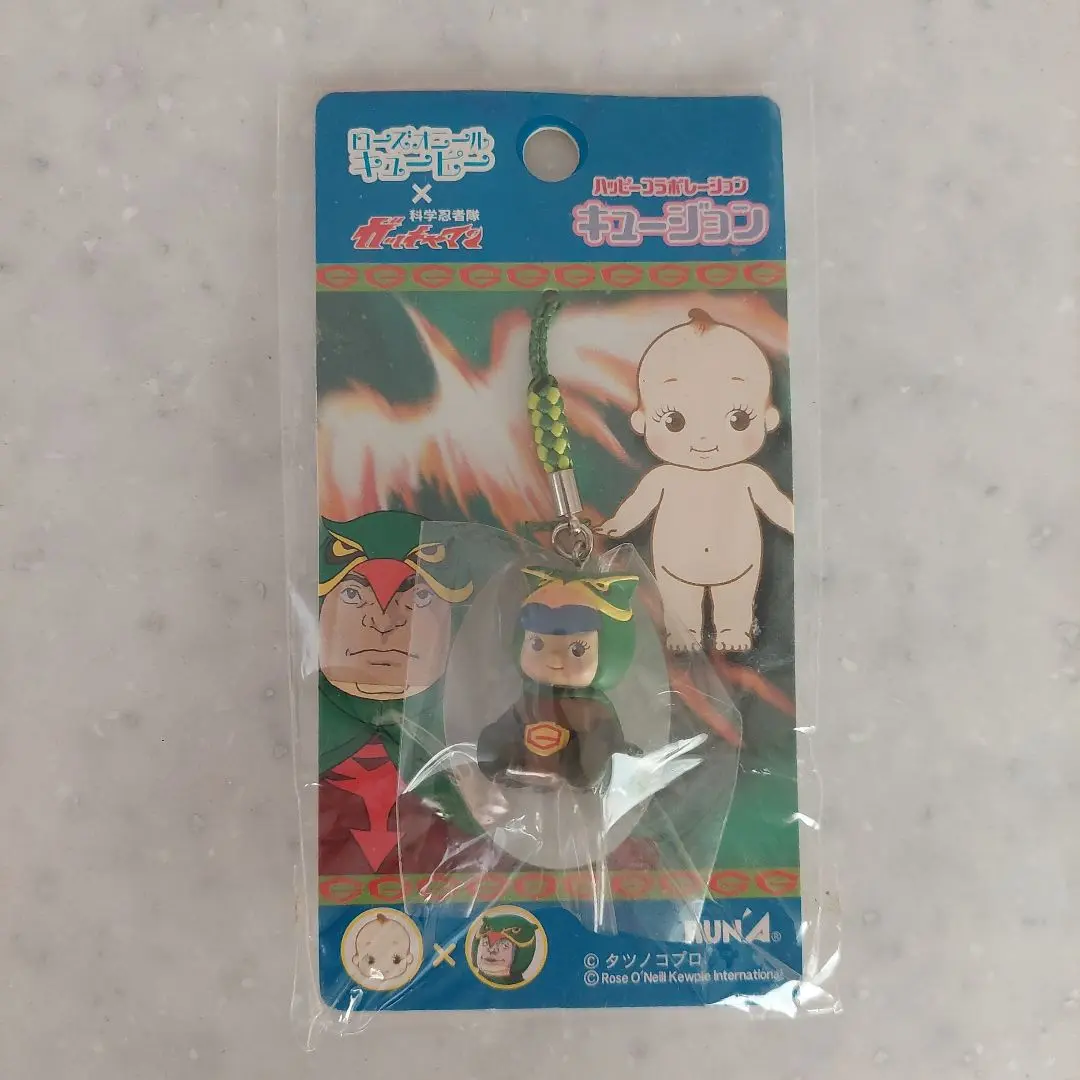 ローズオニール
キューピー
×
科学忍者隊
ガッチャマン
ハッピーコラボレーション
キュージョン
×
RUN'A®
© タツノコプロ
© Rose O'Neill Kewpie International